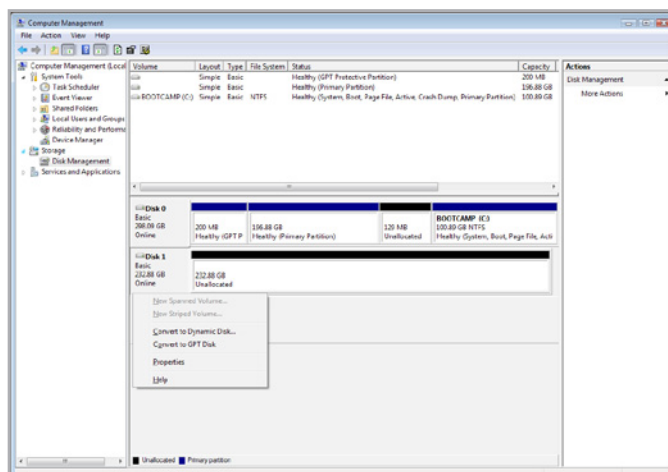 Computer Management
File Action View Help
Computer Management (Local
System Tools
Task Scheduler
Event Viewer
Shared Folders
Local Users and Groups
Reliability and Performa
Device Manager
Storage
Disk Management
Services and Applications
Volume Layout Type File System Status Capacity
Simple Basic Healthy (GPT Protective Partition) 200 MB
Simple Basic Healthy (Primary Partition) 196.88 GB
BOOTCAMP (C:) Simple Basic NTFS Healthy (System, Boot, Page File, Active, Crash Dump, Primary Partition) 100.89 GB
Actions
Disk Management
More Actions
Disk 0
Basic
298.09 GB
Online
200 MB
Healthy (GPT P
196.88 GB
Healthy (Primary Partition)
129 MB
Unallocated
BOOTCAMP (C:)
100.89 GB NTFS
Healthy (System, Boot, Page File, Acti
Disk 1
Basic
232.88 GB
Online
232.88 GB
Unallocated
New Spanned Volume...
New Striped Volume...
Convert to Dynamic Disk...
Convert to GPT Disk
Properties
Help
Unallocated Primary partition